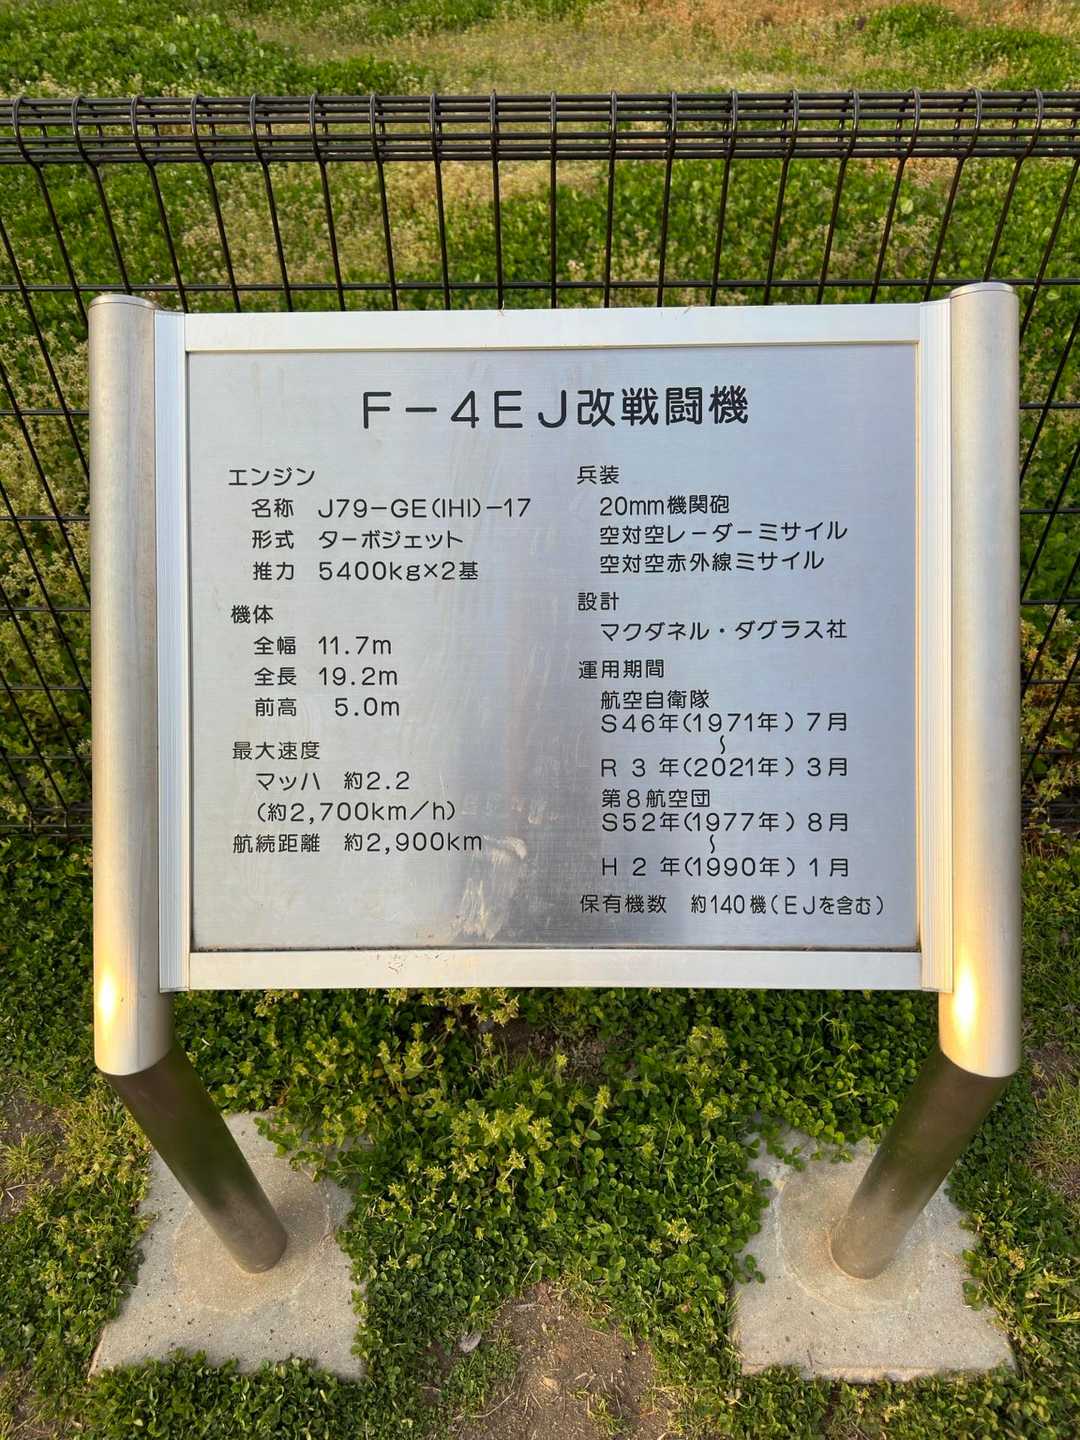 F-4EJ改戦闘機
エンジン
名称 J79-GE(IHI)-17
形式 ターボジェット
推力 5400kg×2基
機体
全幅 11.7m
全長 19.2m
前高 5.0m
最大速度
マッハ 約2.2
(約2,700km/h)
航続距離 約2,900km
兵装
20mm機関砲
空対空レーダーミサイル
空対空赤外線ミサイル
設計
マクダネル・ダグラス社
運用期間
航空自衛隊
S46年(1971年)7月
〜
R3年(2021年)3月
第8航空団
S52年(1977年)8月
〜
H2年(1990年)1月
保有機数 約140機(EJを含む)